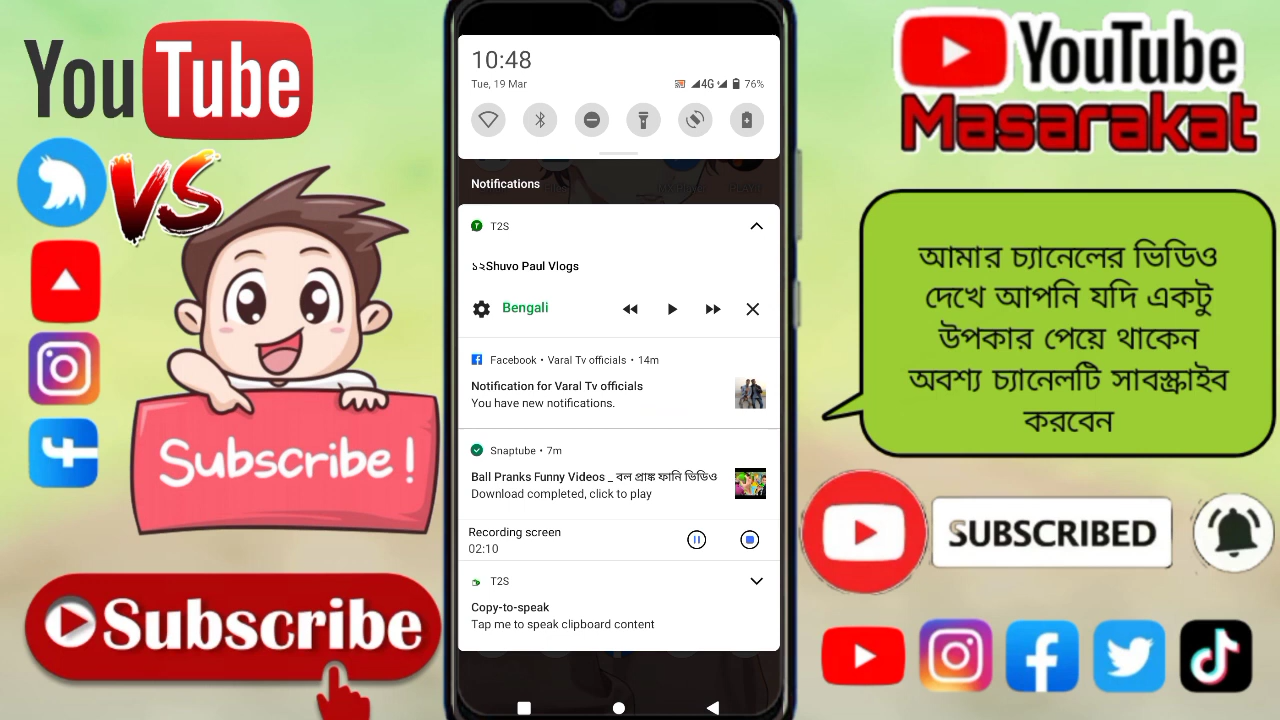 YouTube
VS
Subscribe!
Subscribe
10:48
Tue, 19 Mar
4G 76%
Notifications
T2S
১২Shuvo Paul Vlogs
Bengali
Facebook • Varal Tv officials • 14m
Notification for Varal Tv officials
You have new notifications.
Snaptube • 7m
Ball Pranks Funny Videos _ বল প্রাঙ্ক ফানি ভিডিও
Download completed, click to play
Recording screen
02:10
T2S
Copy-to-speak
Tap me to speak clipboard content
YouTube
Masarakat
আমার চ্যানেলের ভিডিও
দেখে আপনি যদি একটু
উপকার পেয়ে থাকেন
অবশ্য চ্যানেলটি সাবস্ক্রাইব
করবেন
SUBSCRIBED